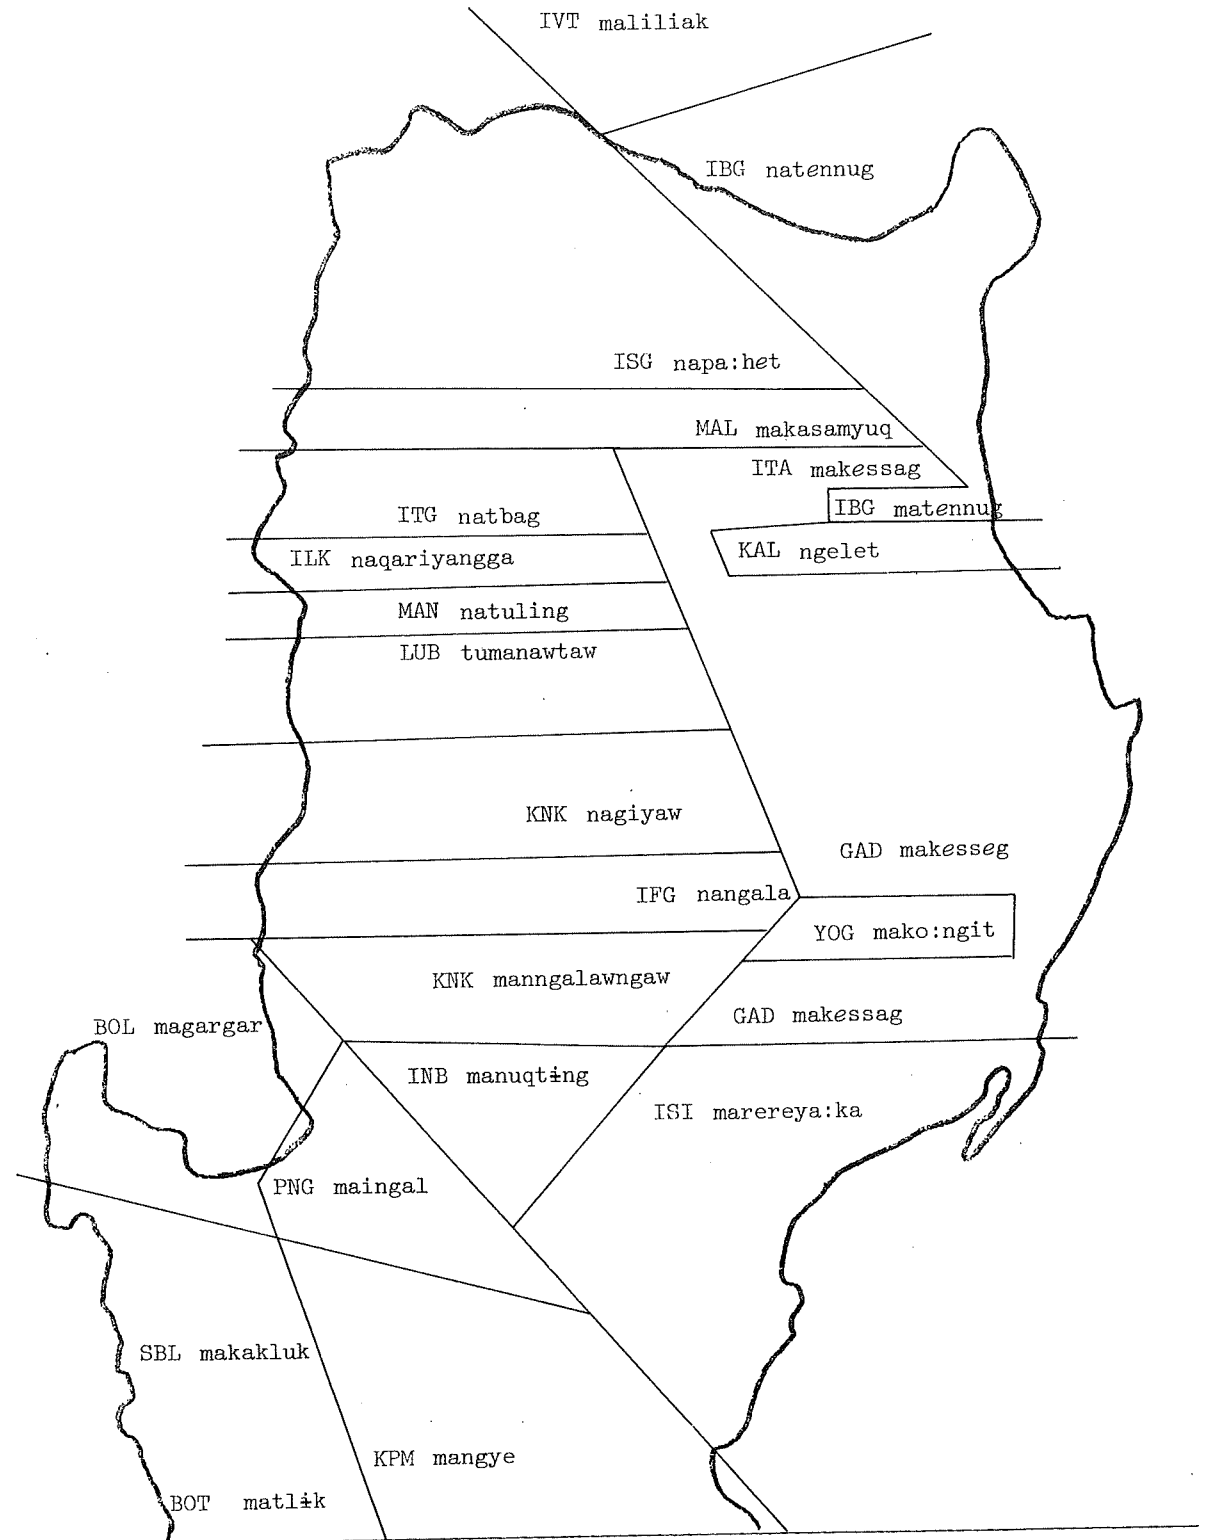 IVT maliliak
IBG natennug
ISG napa:het
MAL makasamyuq
ITA makessag
IBG matennug
ITG natbag
KAL ngelet
ILK naqariyangga
MAN natuling
LUB tumanawtaw
KNK nagiyaw
GAD makesseg
IFG nangala
YOG mako:ngit
KNK manngalawngaw
GAD makessag
BOL magargar
INB manuqtɨng
ISI marereya:ka
PNG maingal
SBL makakluk
KPM mangye
BOT matlɨk